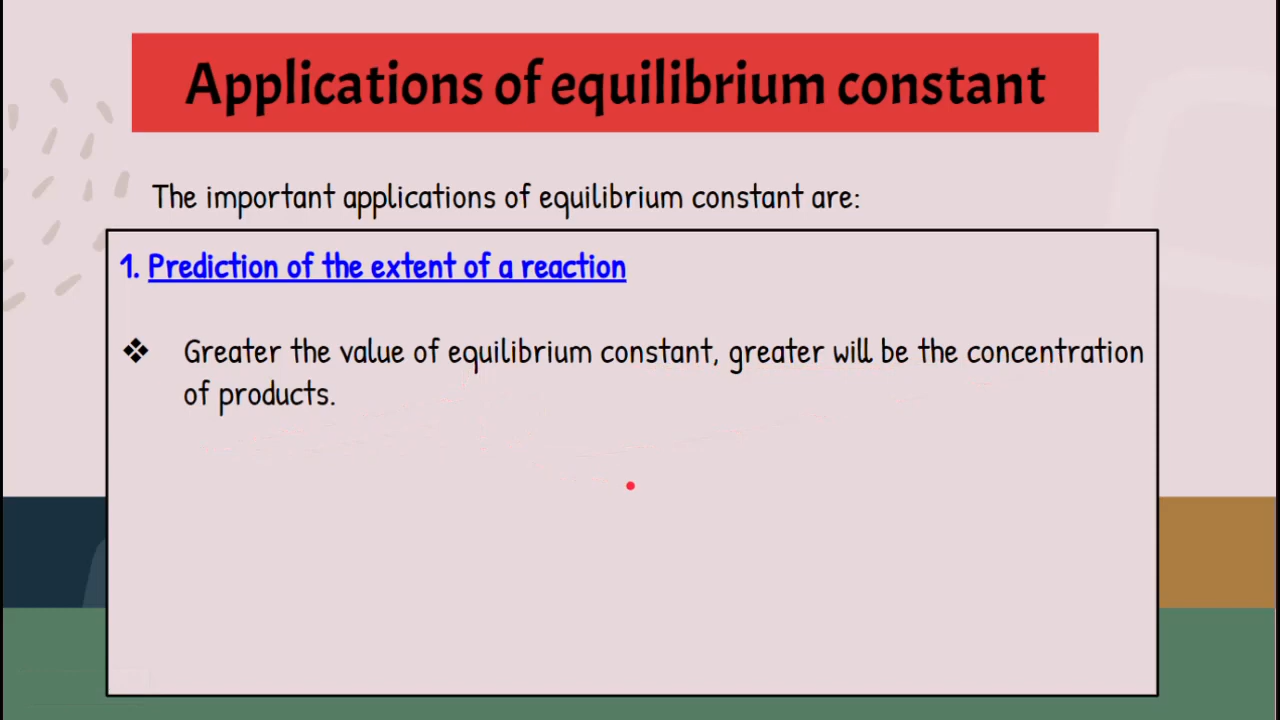 Applications of equilibrium constant
The important applications of equilibrium constant are:
1. Prediction of the extent of a reaction
❖ Greater the value of equilibrium constant, greater will be the concentration
of products.